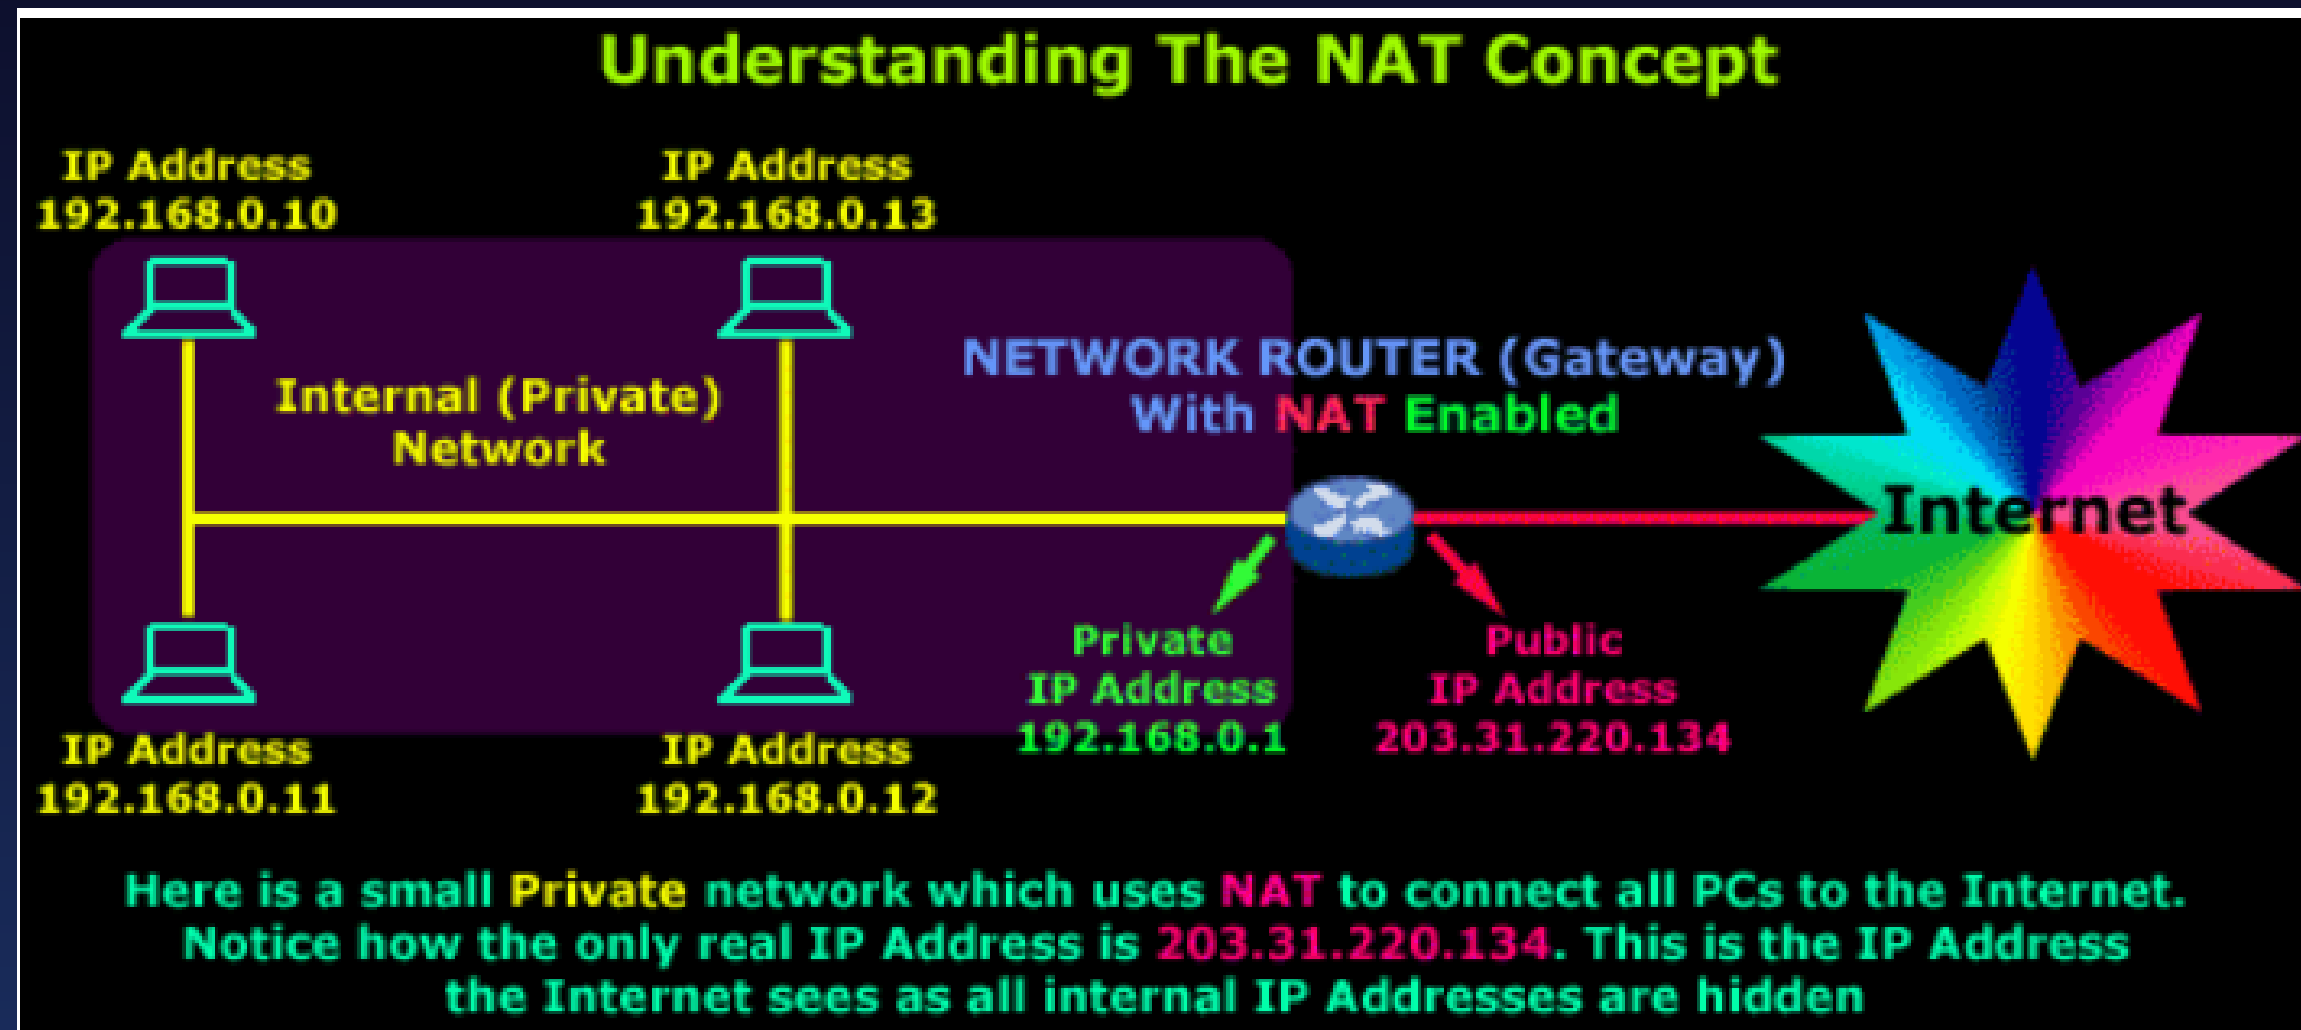 Understanding The NAT Concept
IP Address
192.168.0.10
IP Address
192.168.0.13
Internal (Private)
Network
NETWORK ROUTER (Gateway)
With NAT Enabled
Internet
Private
IP Address
192.168.0.1
Public
IP Address
203.31.220.134
IP Address
192.168.0.11
IP Address
192.168.0.12
Here is a small Private network which uses NAT to connect all PCs to the Internet.
Notice how the only real IP Address is 203.31.220.134. This is the IP Address
the Internet sees as all internal IP Addresses are hidden